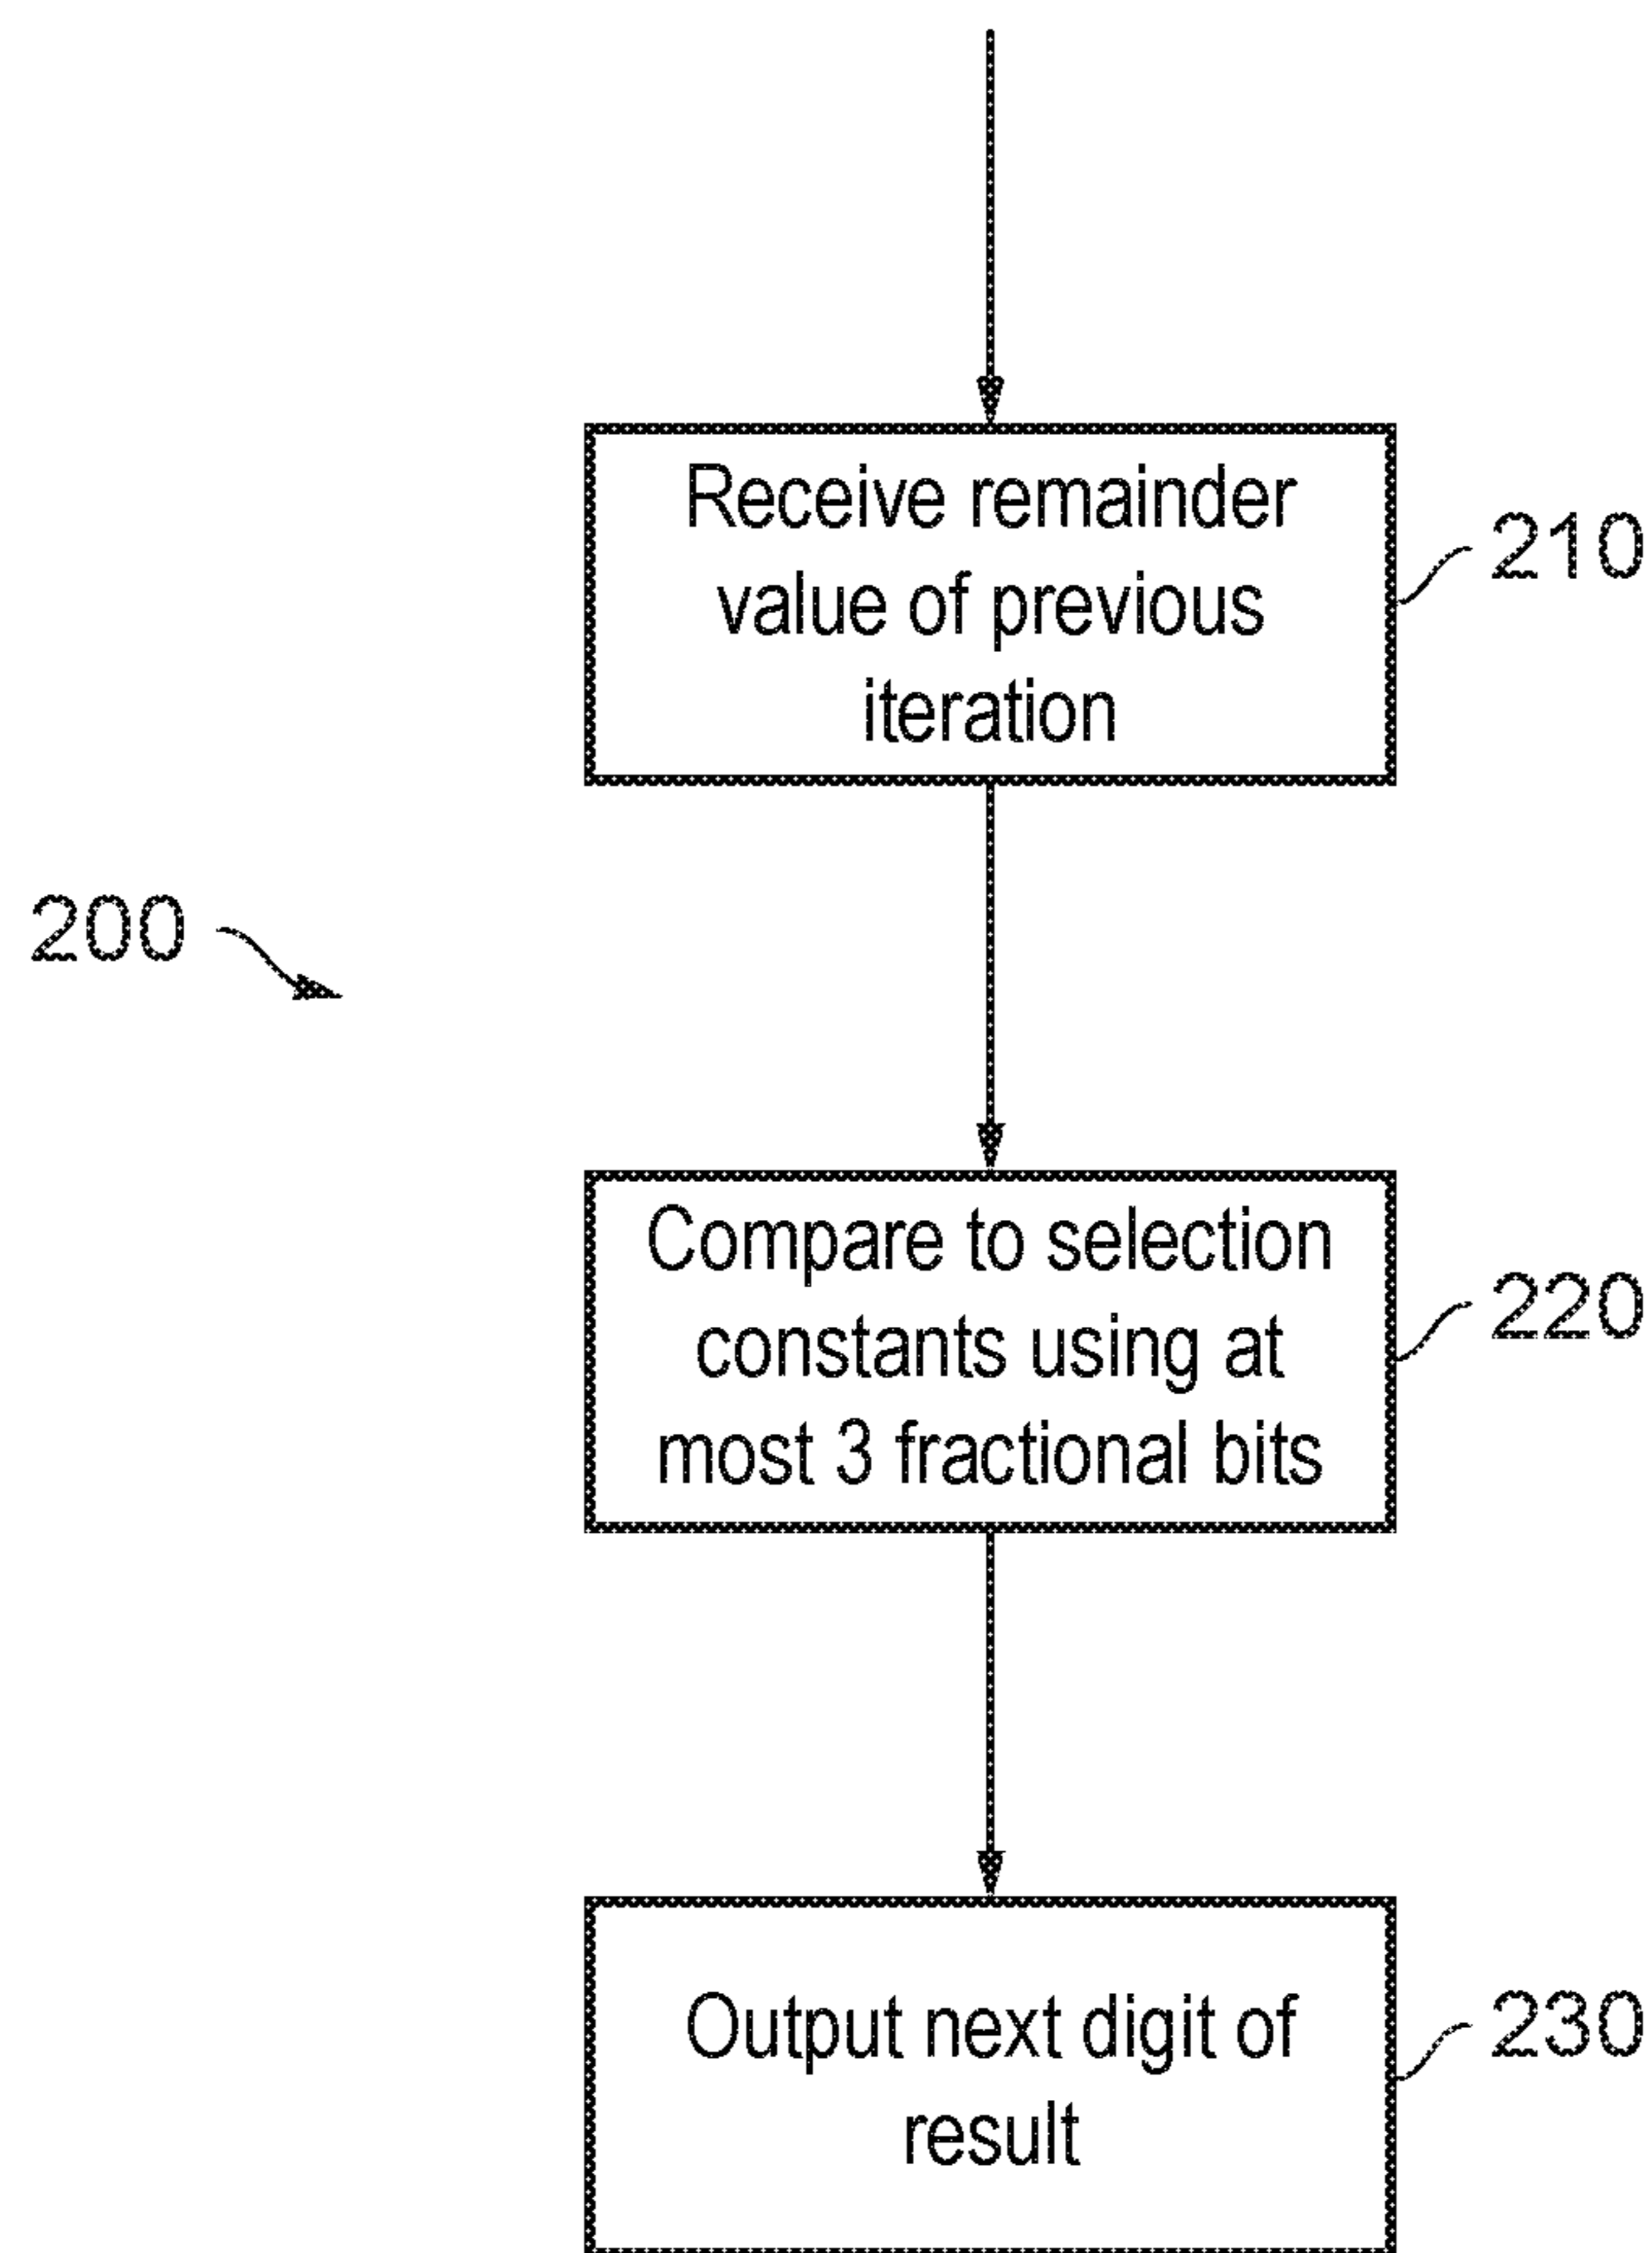 Receive remainder
value of previous
iteration
210
200
Compare to selection
constants using at
most 3 fractional bits
220
Output next digit of
result
230